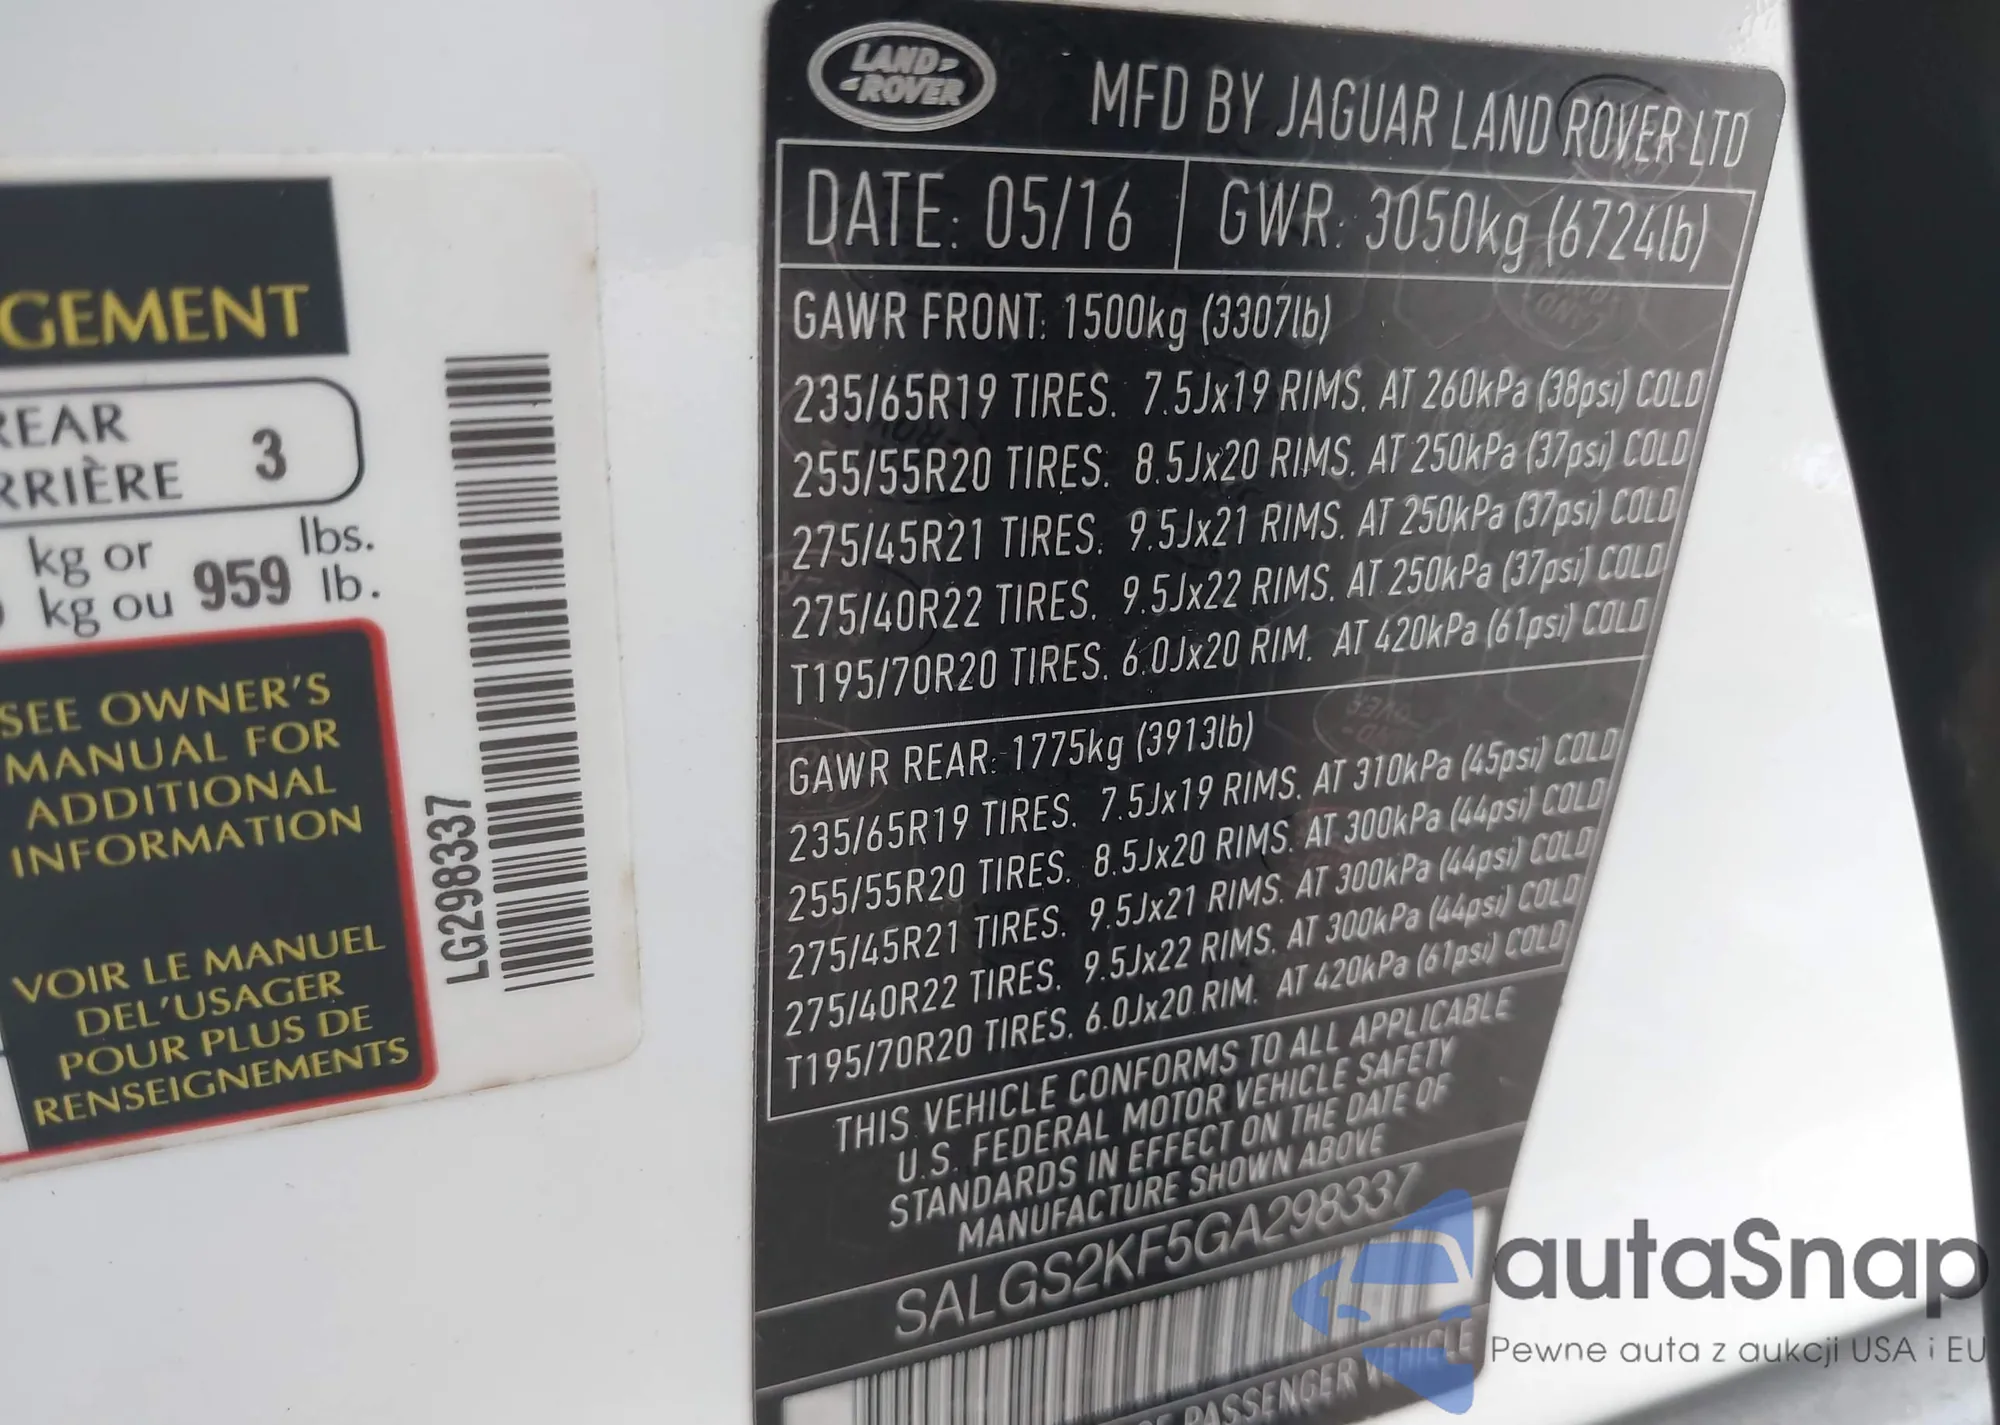 GEMENT
REAR
RRIÈRE 3
kg or lbs.
kg ou 959 lb.
SEE OWNER'S
MANUAL FOR
ADDITIONAL
INFORMATION
VOIR LE MANUEL
DEL'USAGER
POUR PLUS DE
RENSEIGNEMENTS
LG298337
LAND
ROVER
MFD BY JAGUAR LAND ROVER LTD
DATE: 05/16 GWR: 3050kg (6724lb)
GAWR FRONT: 1500kg (3307lb)
235/65R19 TIRES. 7.5Jx19 RIMS. AT 260kPa (38psi) COLD
255/55R20 TIRES. 8.5Jx20 RIMS. AT 250kPa (37psi) COLD
275/45R21 TIRES. 9.5Jx21 RIMS. AT 250kPa (37psi) COLD
275/40R22 TIRES. 9.5Jx22 RIMS. AT 250kPa (37psi) COLD
T195/70R20 TIRES. 6.0Jx20 RIM. AT 420kPa (61psi) COLD
GAWR REAR: 1775kg (3913lb)
235/65R19 TIRES. 7.5Jx19 RIMS. AT 310kPa (45psi) COLD
255/55R20 TIRES. 8.5Jx20 RIMS. AT 300kPa (44psi) COLD
275/45R21 TIRES. 9.5Jx21 RIMS. AT 300kPa (44psi) COLD
275/40R22 TIRES. 9.5Jx22 RIMS. AT 300kPa (44psi) COLD
T195/70R20 TIRES. 6.0Jx20 RIM. AT 420kPa (61psi) COLD
THIS VEHICLE CONFORMS TO ALL APPLICABLE
U.S. FEDERAL MOTOR VEHICLE SAFETY
STANDARDS IN EFFECT ON THE DATE OF
MANUFACTURE SHOWN ABOVE
SALGS2KF5GA298337
PASSENGER VEHICLE
autaSnap
Pewne auta z aukcji USA i EU